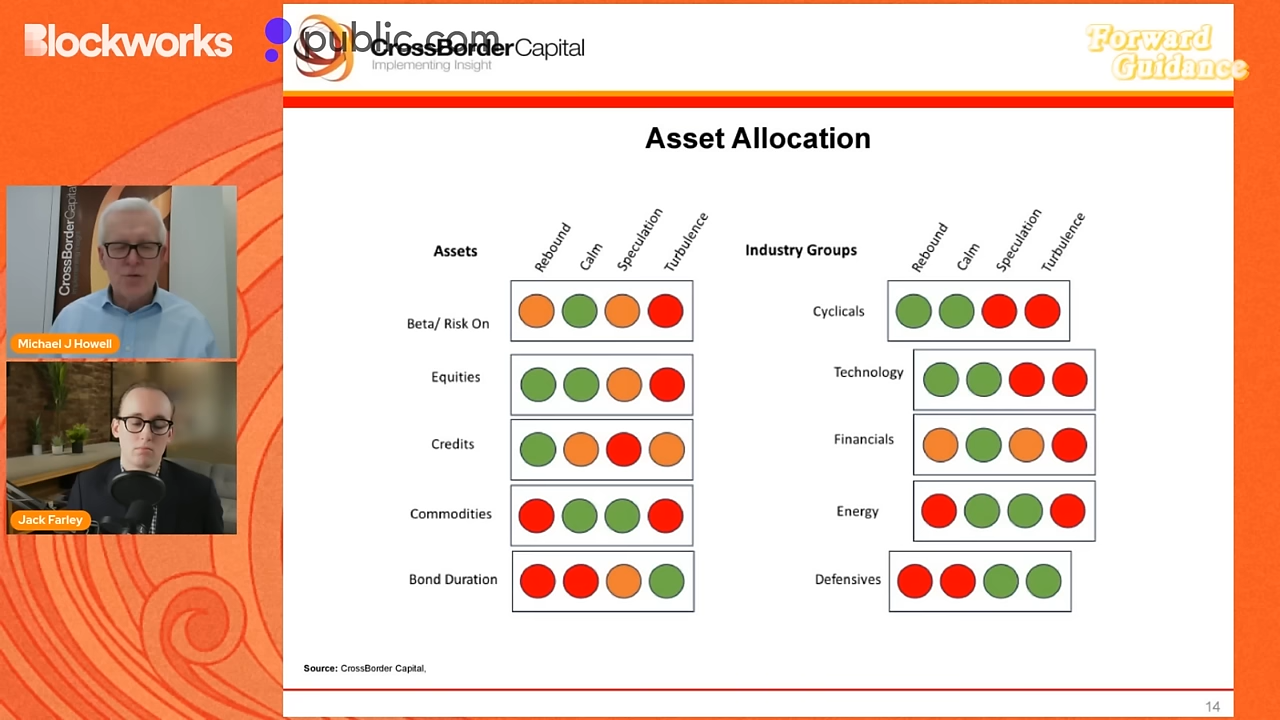 Blockworks
public.com
CrossBorderCapital
Implementing Insight
Forward
Guidance
Asset Allocation
Assets
Rebound
Calm
Speculation
Turbulence
Beta/ Risk On
Equities
Credits
Commodities
Bond Duration
Industry Groups
Rebound
Calm
Speculation
Turbulence
Cyclicals
Technology
Financials
Energy
Defensives
CrossBorderCapital
Michael J Howell
Jack Farley
Source: CrossBorder Capital,
14